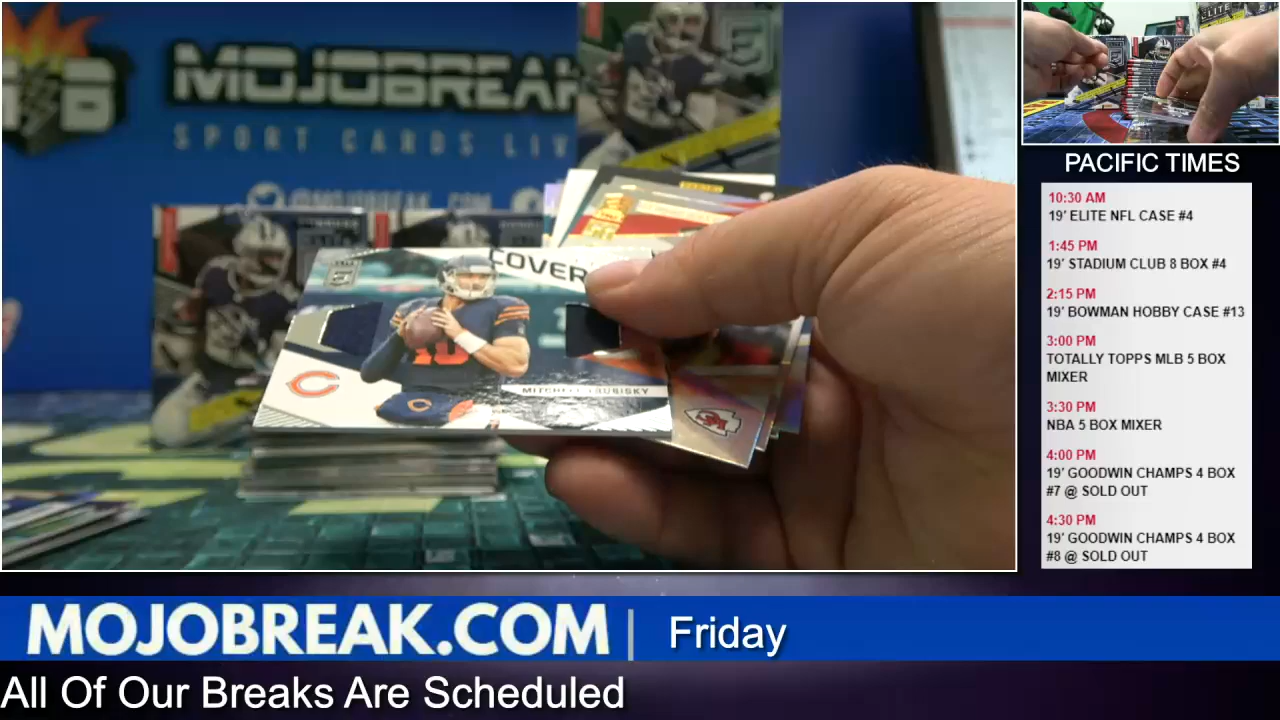 MOJOBREAK
SPORT CARDS LIV
COVER
MITCHELL TRUBISKY
PACIFIC TIMES
10:30 AM
19' ELITE NFL CASE #4
1:45 PM
19' STADIUM CLUB 8 BOX #4
2:15 PM
19' BOWMAN HOBBY CASE #13
3:00 PM
TOTALLY TOPPS MLB 5 BOX
MIXER
3:30 PM
NBA 5 BOX MIXER
4:00 PM
19' GOODWIN CHAMPS 4 BOX
#7 @ SOLD OUT
4:30 PM
19' GOODWIN CHAMPS 4 BOX
#8 @ SOLD OUT
MOJOBREAK.COM | Friday
All Of Our Breaks Are Scheduled